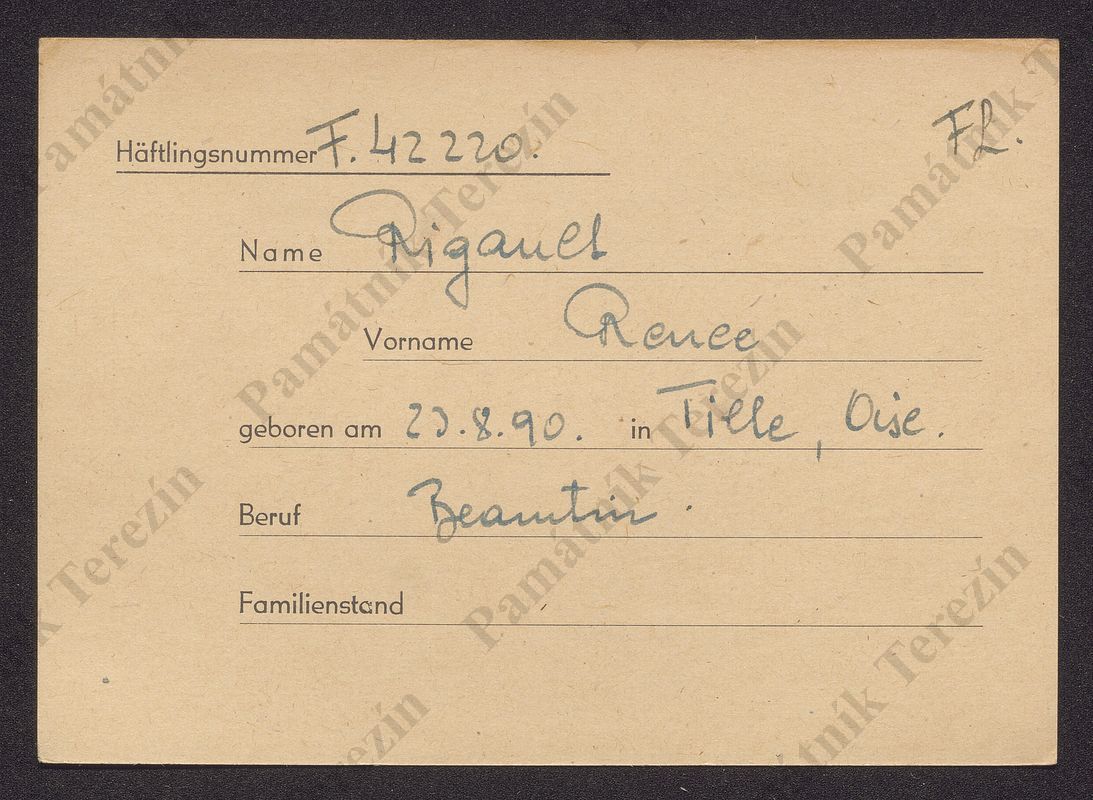 FL.
Häftlingsnummer F. 42220.
Name Rigault
Vorname Renee
geboren am 23.8.90. in Tille, Oise.
Beruf Beamtin.
Familienstand
Památník Terezín